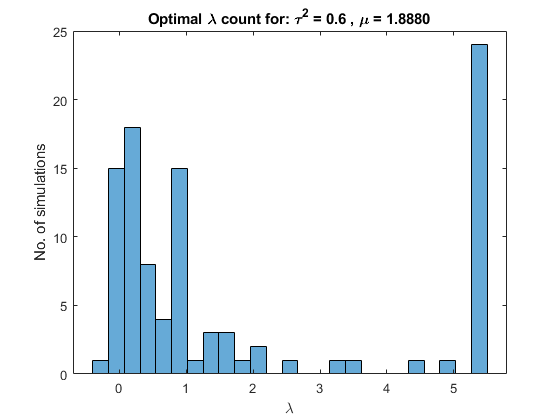 Optimal λ count for: τ² = 0.6 , μ = 1.8880
25
20
15
10
5
0
No. of simulations
0 1 2 3 4 5
λ